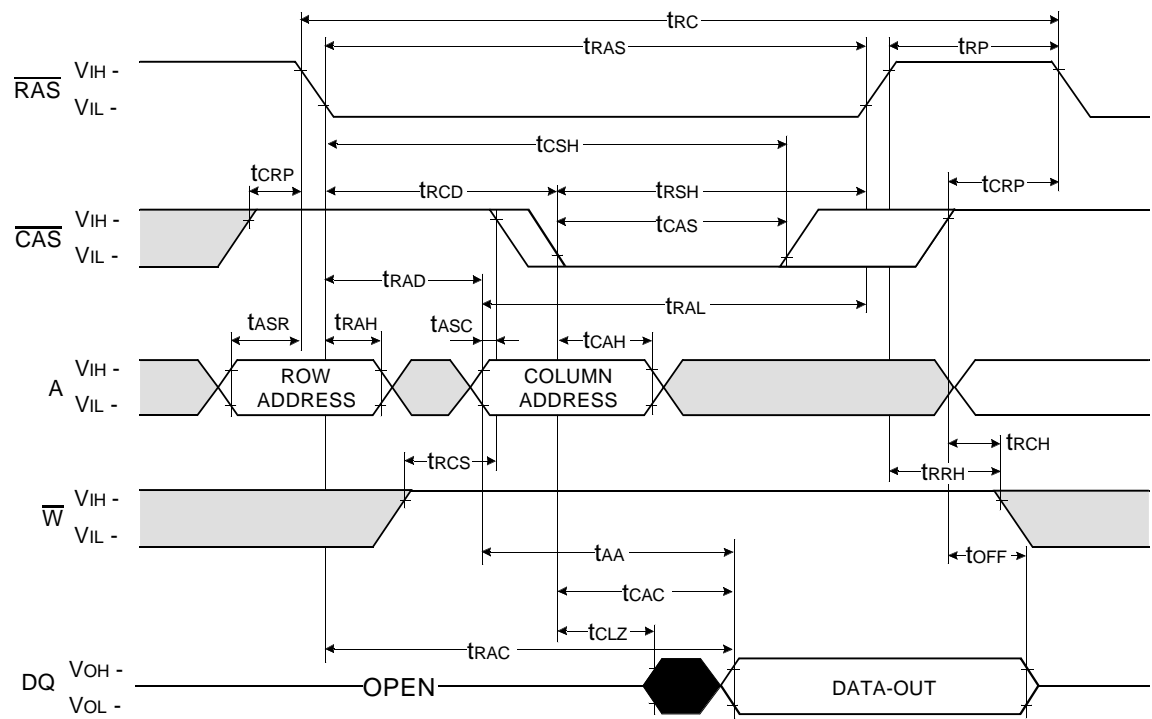 tRC
tRAS
tRP
RAS
VIH -
VIL -
tCSH
tCRP
tRCD
tRSH
tCRP
CAS
VIH -
VIL -
tCAS
tRAD
tRAL
tASR
tRAH
tASC
tCAH
A
VIH -
VIL -
ROW
ADDRESS
COLUMN
ADDRESS
tRCS
tRCH
tRRH
W
VIH -
VIL -
tAA
tOFF
tCAC
tCLZ
tRAC
DQ
VOH -
VOL -
OPEN
DATA-OUT